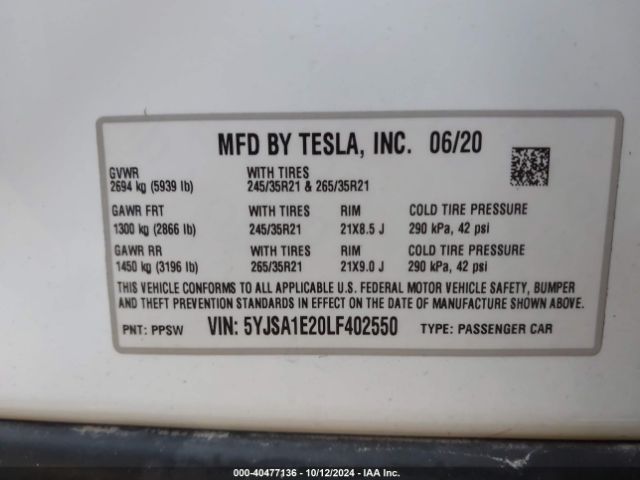 MFD BY TESLA, INC. 06/20
GVWR WITH TIRES
2694 kg (5939 lb) 245/35R21 & 265/35R21
GAWR FRT WITH TIRES RIM COLD TIRE PRESSURE
1300 kg (2866 lb) 245/35R21 21X8.5 J 290 kPa, 42 psi
GAWR RR WITH TIRES RIM COLD TIRE PRESSURE
1450 kg (3196 lb) 265/35R21 21X9.0 J 290 kPa, 42 psi
THIS VEHICLE CONFORMS TO ALL APPLICABLE U.S. FEDERAL MOTOR VEHICLE SAFETY, BUMPER
AND THEFT PREVENTION STANDARDS IN EFFECT ON THE DATE OF MANUFACTURE SHOWN ABOVE.
PNT: PPSW VIN: 5YJSA1E20LF402550 TYPE: PASSENGER CAR
000-40477136 - 10/12/2024 - IAA Inc.